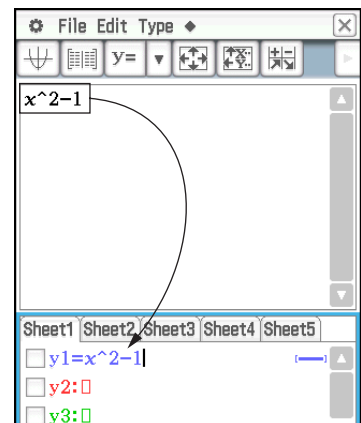 File Edit Type ◆
y=
x^2−1
Sheet1 Sheet2 Sheet3 Sheet4 Sheet5
y1=x^2−1
y2:▯
y3:▯